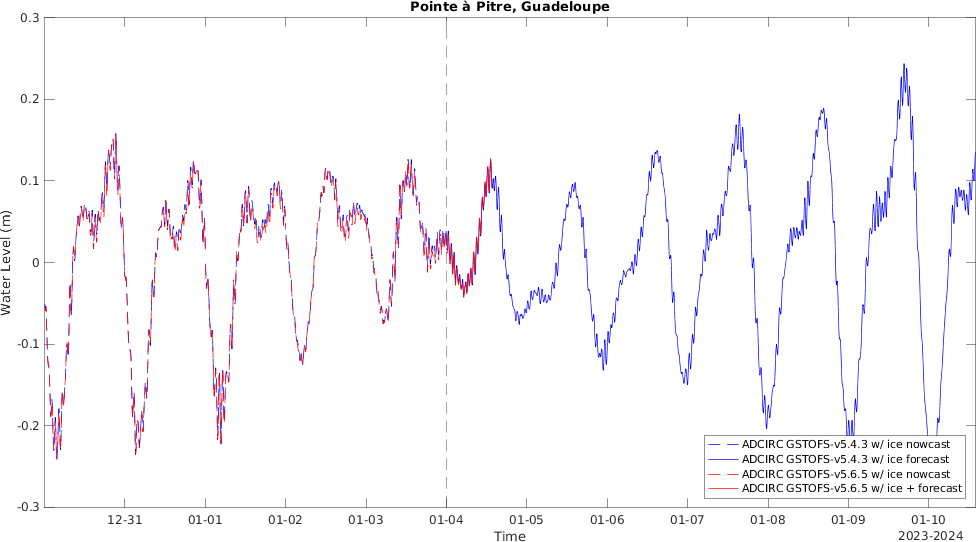 Pointe à Pitre, Guadeloupe
0.3
0.2
0.1
0
-0.1
-0.2
-0.3
Water Level (m)
12-31
01-01
01-02
01-03
01-04
01-05
01-06
01-07
01-08
01-09
01-10
Time
2023-2024
ADCIRC GSTOFS-v5.4.3 w/ ice nowcast
ADCIRC GSTOFS-v5.4.3 w/ ice forecast
ADCIRC GSTOFS-v5.6.5 w/ ice nowcast
ADCIRC GSTOFS-v5.6.5 w/ ice + forecast